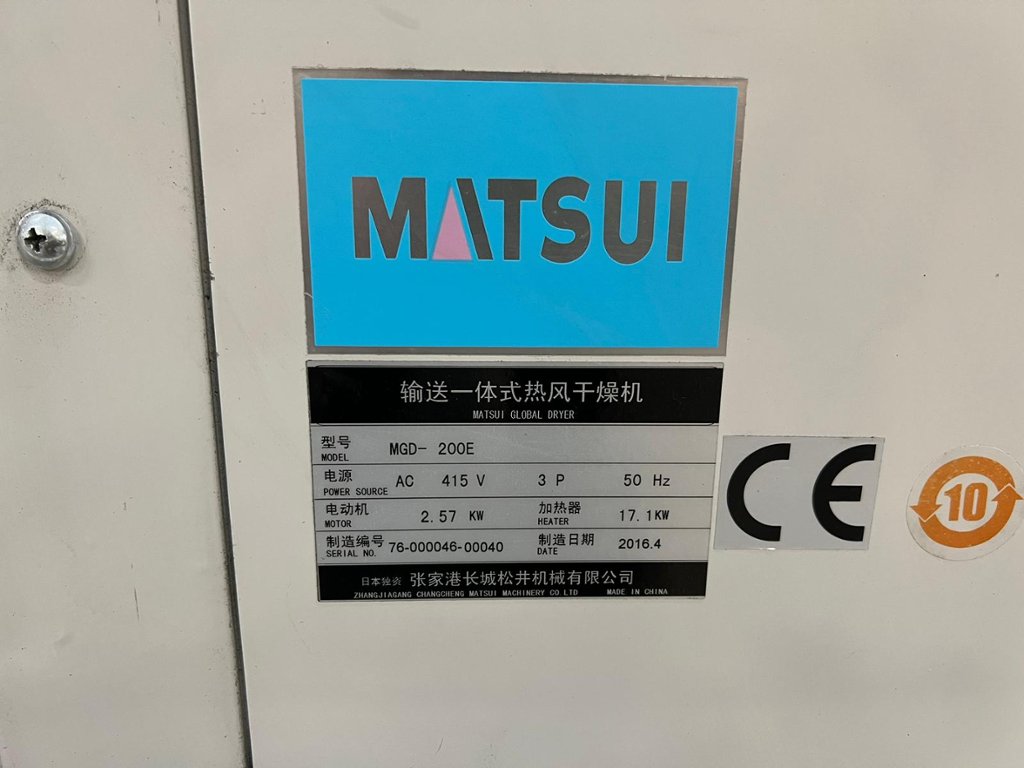 MATSUI
输送一体式热风干燥机
MATSUI GLOBAL DRYER
型号 MGD- 200E
MODEL
电源 AC 415 V 3 P 50 Hz
POWER SOURCE
电动机 2.57 KW 加热器 17.1KW
MOTOR HEATER
制造编号 76-000046-00040 制造日期 2016.4
SERIAL NO. DATE
日本独资 张家港长城松井机械有限公司
ZHANGJIAGANG CHANGCHENG MATSUI MACHINERY CO LTD MADE IN CHINA
CE
10